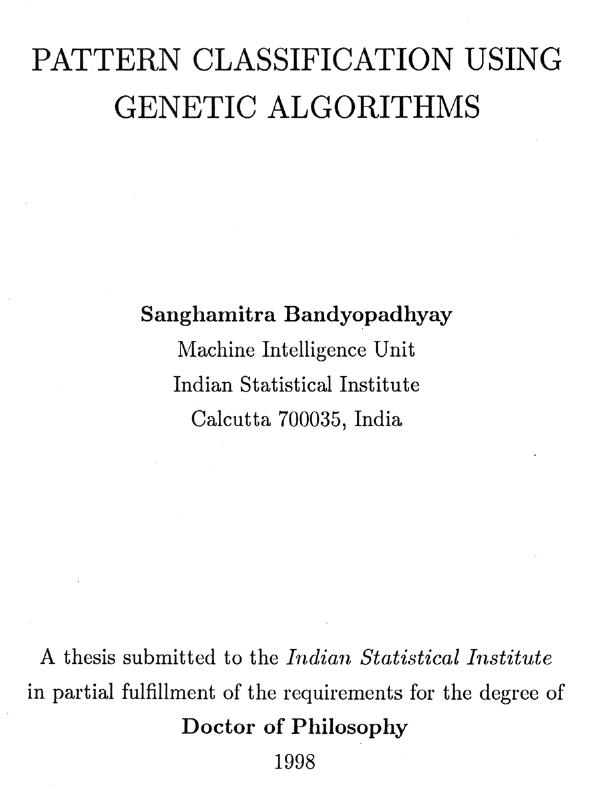 PATTERN CLASSIFICATION USING
GENETIC ALGORITHMS
Sanghamitra Bandyopadhyay
Machine Intelligence Unit
Indian Statistical Institute
Calcutta 700035, India
A thesis submitted to the Indian Statistical Institute
in partial fulfillment of the requirements for the degree of
Doctor of Philosophy
1998